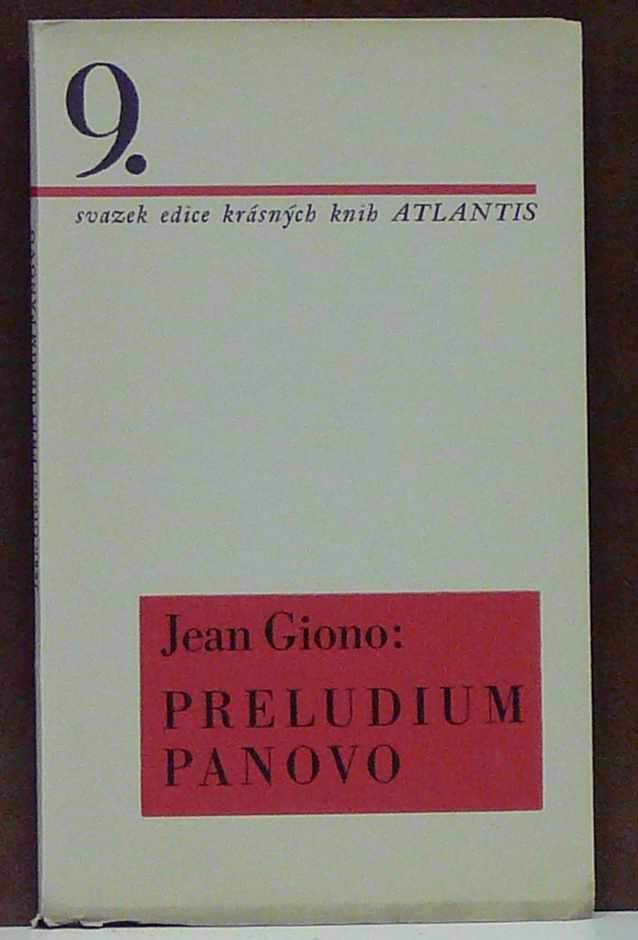 9.
svazek edice krásných knih ATLANTIS
Jean Giono:
PRELUDIUM
PANOVO